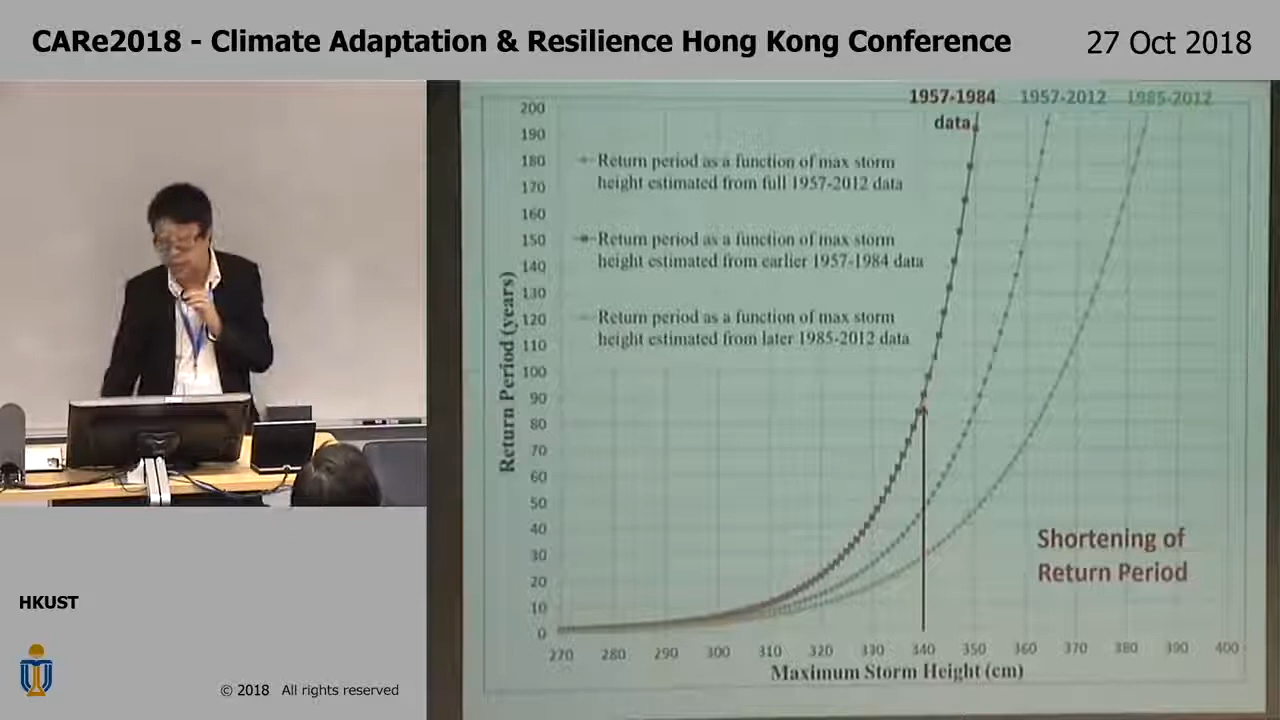 CARe2018 - Climate Adaptation & Resilience Hong Kong Conference
27 Oct 2018
1957-1984
data
1957-2012
1985-2012
Return period as a function of max storm
height estimated from full 1957-2012 data
Return period as a function of max storm
height estimated from earlier 1957-1984 data
Return period as a function of max storm
height estimated from later 1985-2012 data
Return Period (years)
200
190
180
170
160
150
140
130
120
110
100
90
80
70
60
50
40
30
20
10
0
Shortening of
Return Period
270 280 290 300 310 320 330 340 350 360 370 380 390 400
Maximum Storm Height (cm)
HKUST
© 2018 All rights reserved